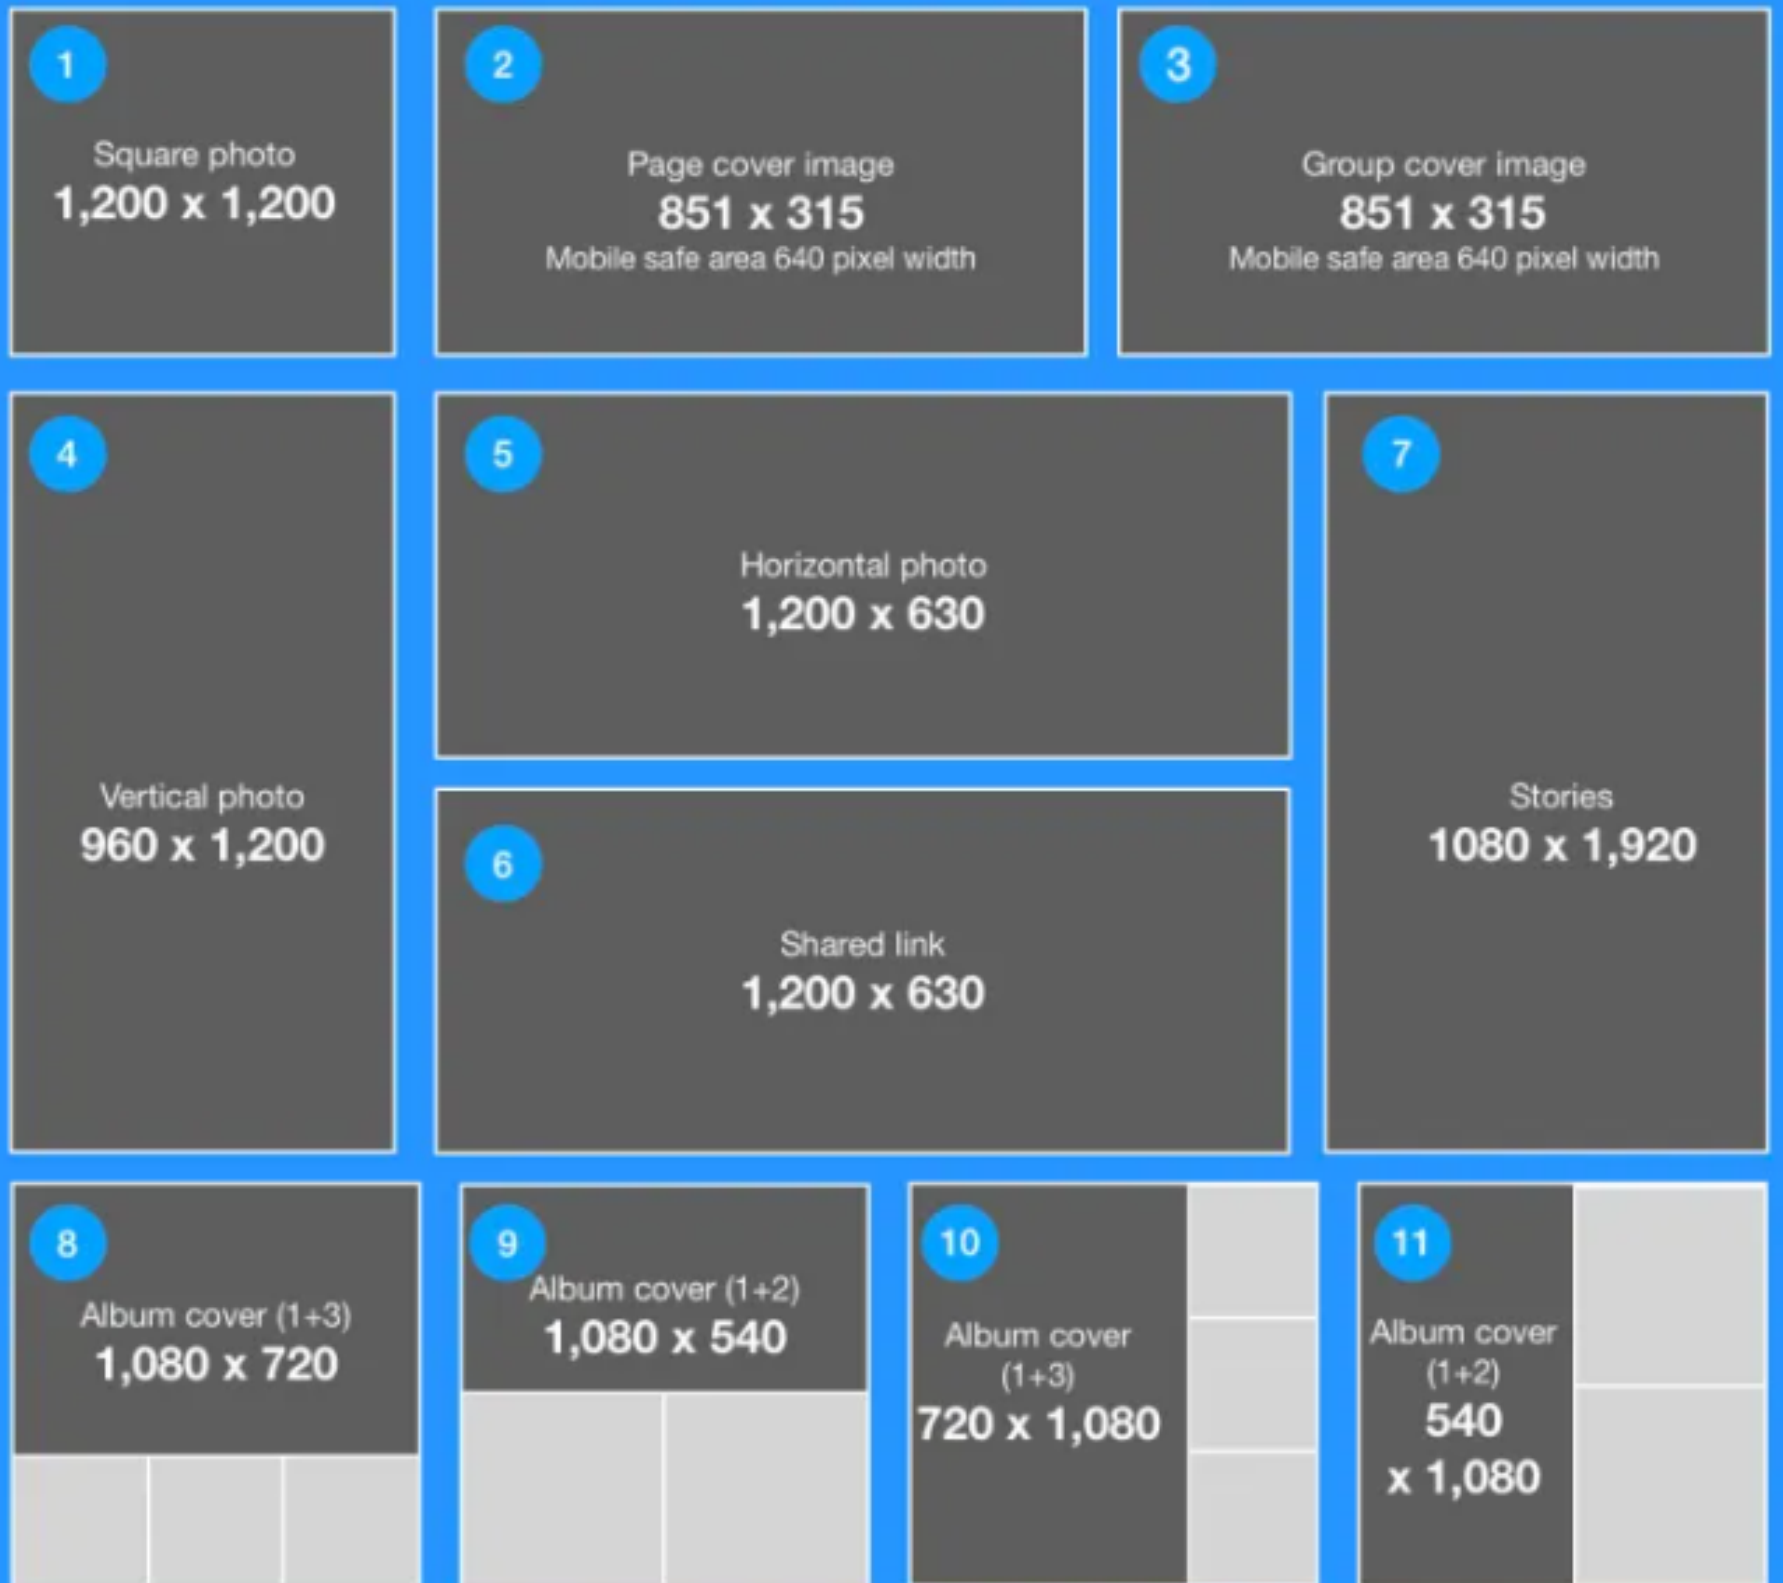 1
Square photo
1,200 x 1,200
2
Page cover image
851 x 315
Mobile safe area 640 pixel width
3
Group cover image
851 x 315
Mobile safe area 640 pixel width
4
Vertical photo
960 x 1,200
5
Horizontal photo
1,200 x 630
6
Shared link
1,200 x 630
7
Stories
1080 x 1,920
8
Album cover (1+3)
1,080 x 720
9
Album cover (1+2)
1,080 x 540
10
Album cover
(1+3)
720 x 1,080
11
Album cover
(1+2)
540
x 1,080